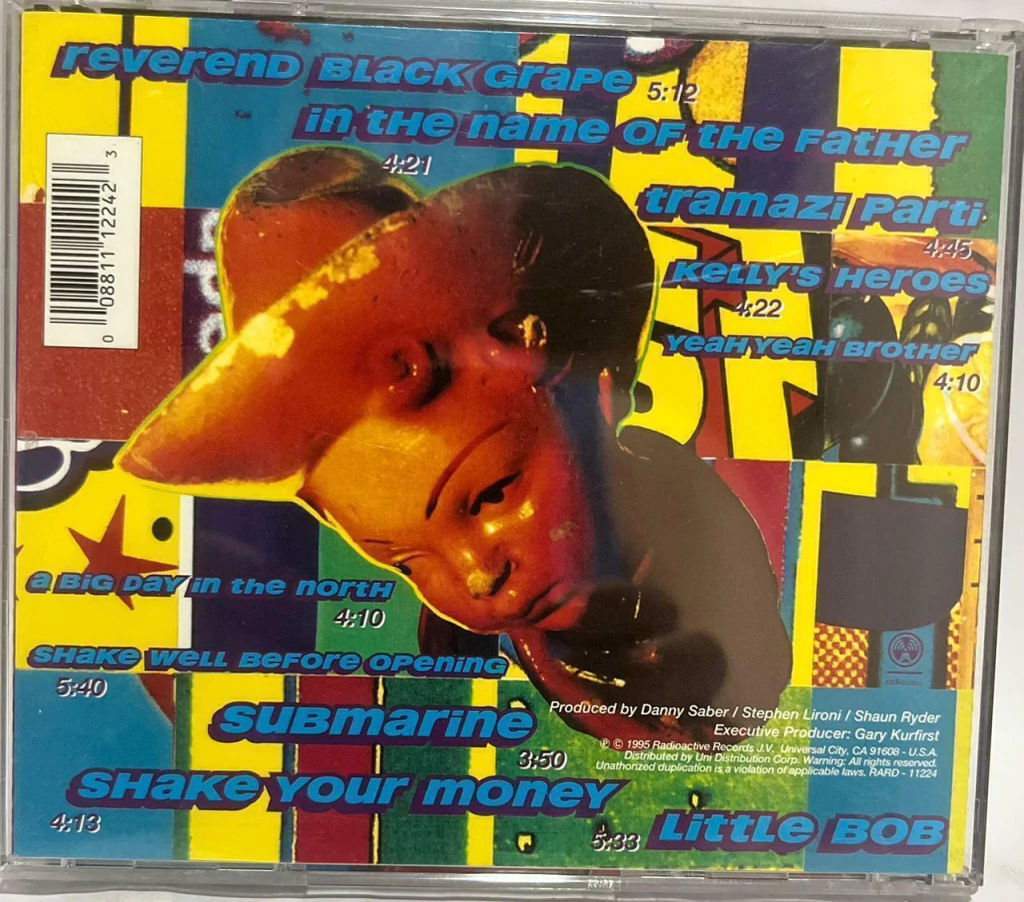 reverend Black Grape 5:12
in the name of the Father
4:21
tramazi Parti
4:45
Kelly's Heroes
4:22
Yeah Yeah Brother
4:10
a Big Day in the north
4:10
Shake Well Before Opening
5:40
Submarine
3:50
Shake Your money
4:13
5:33 Little Bob
Produced by Danny Saber / Stephen Lironi / Shaun Ryder
Executive Producer: Gary Kurfirst
℗ © 1995 Radioactive Records J.V. Universal City, CA 91608 - U.S.A.
Distributed by Uni Distribution Corp. Warning: All rights reserved.
Unathorized duplication is a violation of applicable laws. RARD - 11224
radioactive
0 08811 12242 3